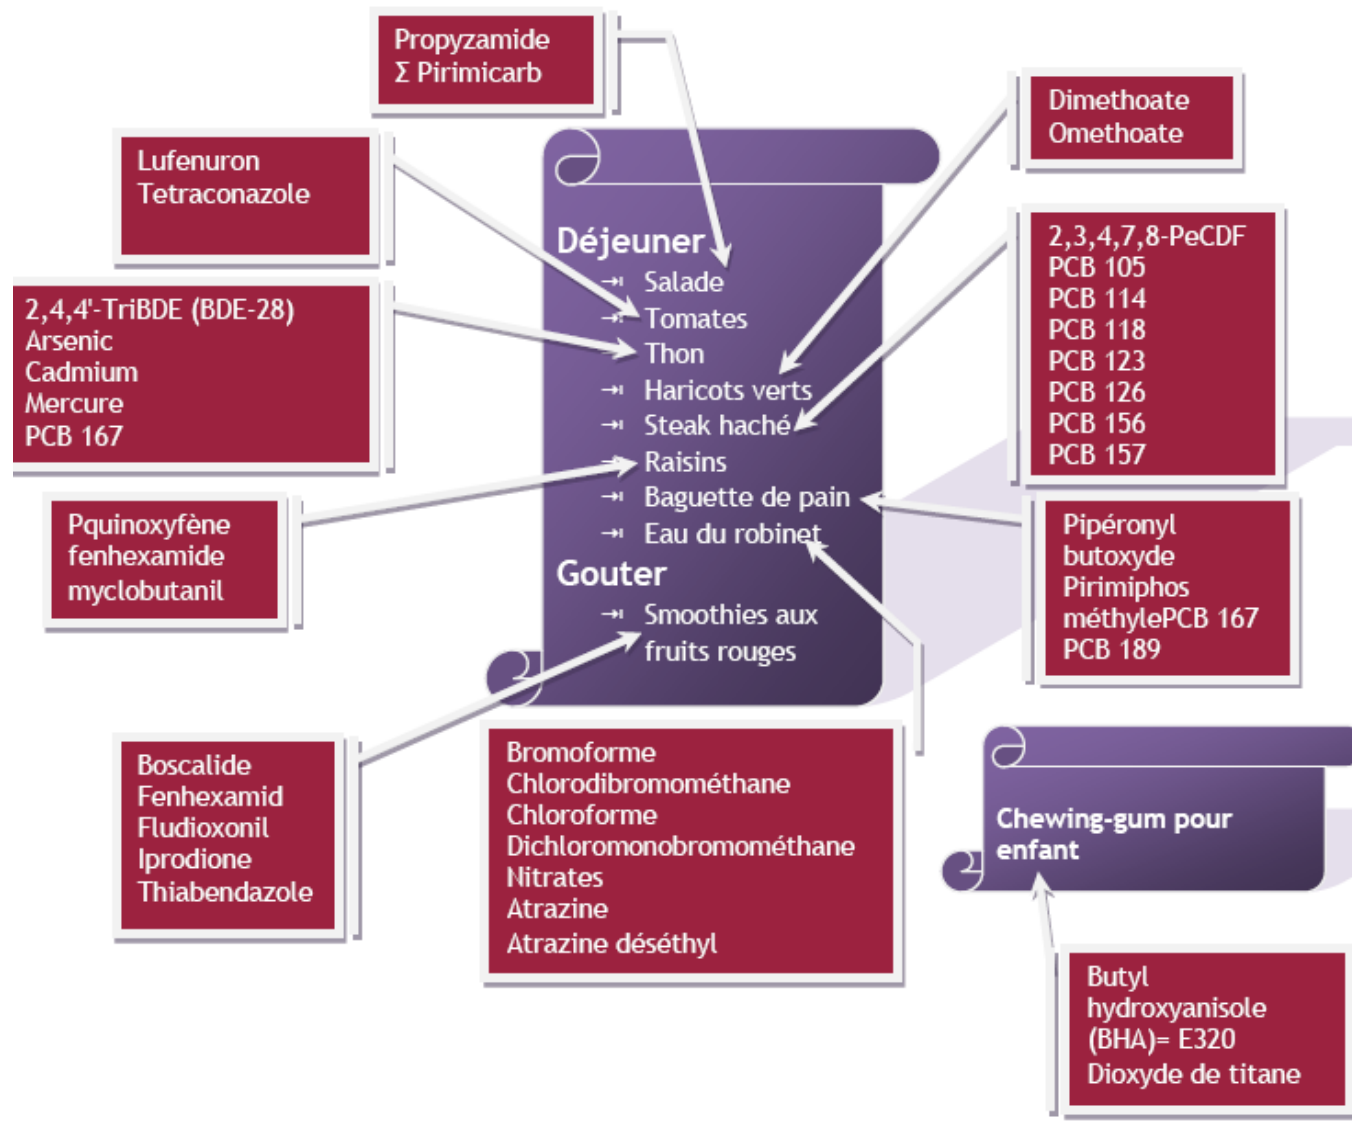 Propyzamide
Σ Pirimicarb
Dimethoate
Omethoate
Lufenuron
Tetraconazole
2,4,4'-TriBDE (BDE-28)
Arsenic
Cadmium
Mercure
PCB 167
Pquinoxyfène
fenhexamide
myclobutanil
Déjeuner
Salade
Tomates
Thon
Haricots verts
Steak haché
Raisins
Baguette de pain
Eau du robinet
Gouter
Smoothies aux
fruits rouges
2,3,4,7,8-PeCDF
PCB 105
PCB 114
PCB 118
PCB 123
PCB 126
PCB 156
PCB 157
Pipéronyl
butoxyde
Pirimiphos
méthylePCB 167
PCB 189
Boscalide
Fenhexamid
Fludioxonil
Iprodione
Thiabendazole
Bromoforme
Chlorodibromométhane
Chloroforme
Dichloromonobromométhane
Nitrates
Atrazine
Atrazine déséthyl
Chewing-gum pour
enfant
Butyl
hydroxyanisole
(BHA)= E320
Dioxyde de titane